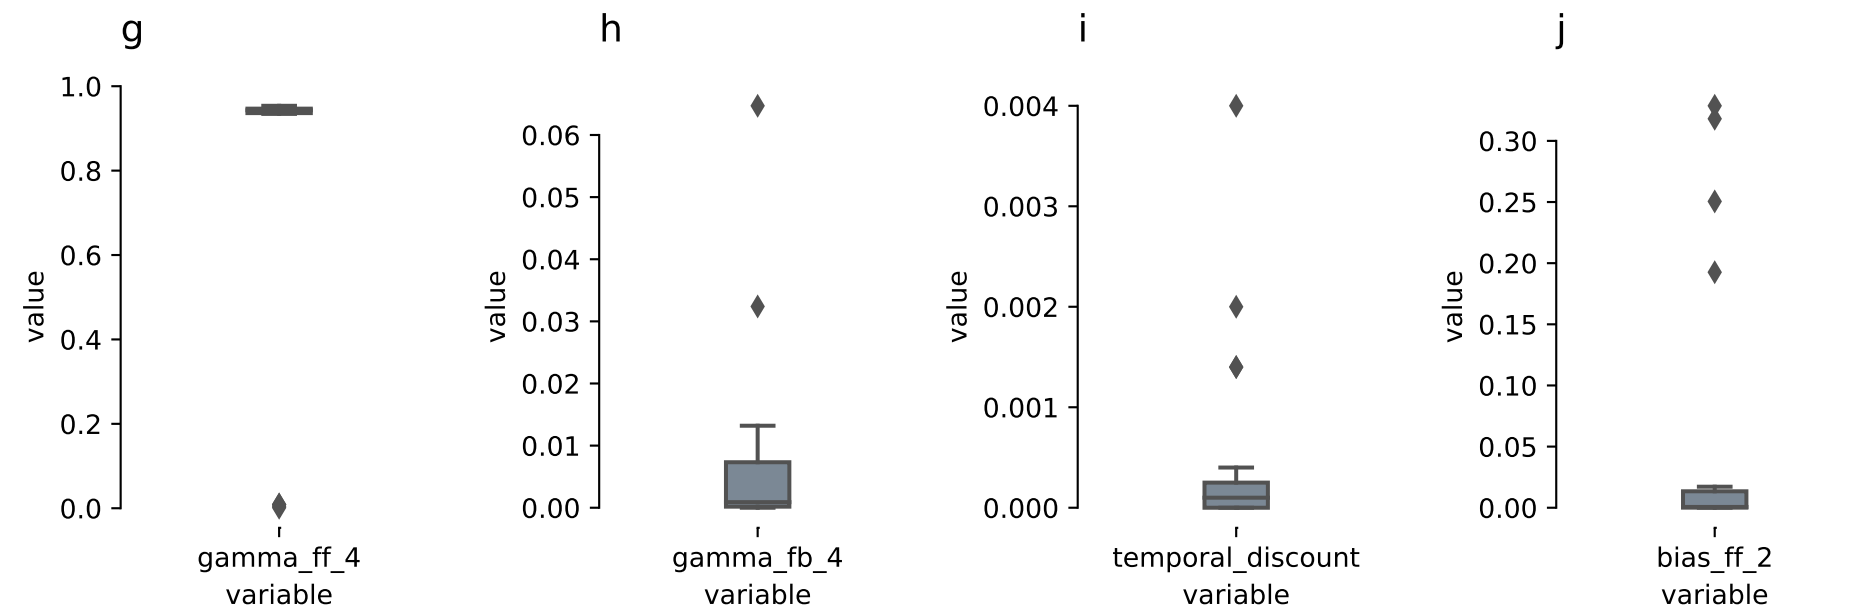 g
1.0
0.8
0.6
0.4
0.2
0.0
value
gamma_ff_4
variable
h
0.06
0.05
0.04
0.03
0.02
0.01
0.00
value
gamma_fb_4
variable
i
0.004
0.003
0.002
0.001
0.000
value
temporal_discount
variable
j
0.30
0.25
0.20
0.15
0.10
0.05
0.00
value
bias_ff_2
variable